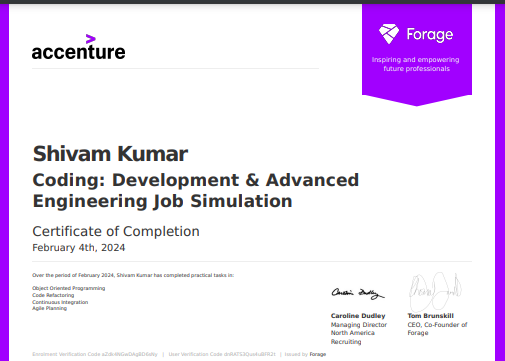 accenture
Forage
Inspiring and empowering
future professionals
Shivam Kumar
Coding: Development & Advanced
Engineering Job Simulation
Certificate of Completion
February 4th, 2024
Over the period of February 2024, Shivam Kumar has completed practical tasks in:
Object Oriented Programming
Code Refactoring
Continuous Integration
Agile Planning
Caroline Dudley
Managing Director
North America
Recruiting
Tom Brunskill
CEO, Co-Founder of
Forage
Enrolment Verification Code | User Verification Code | Issued by Forage